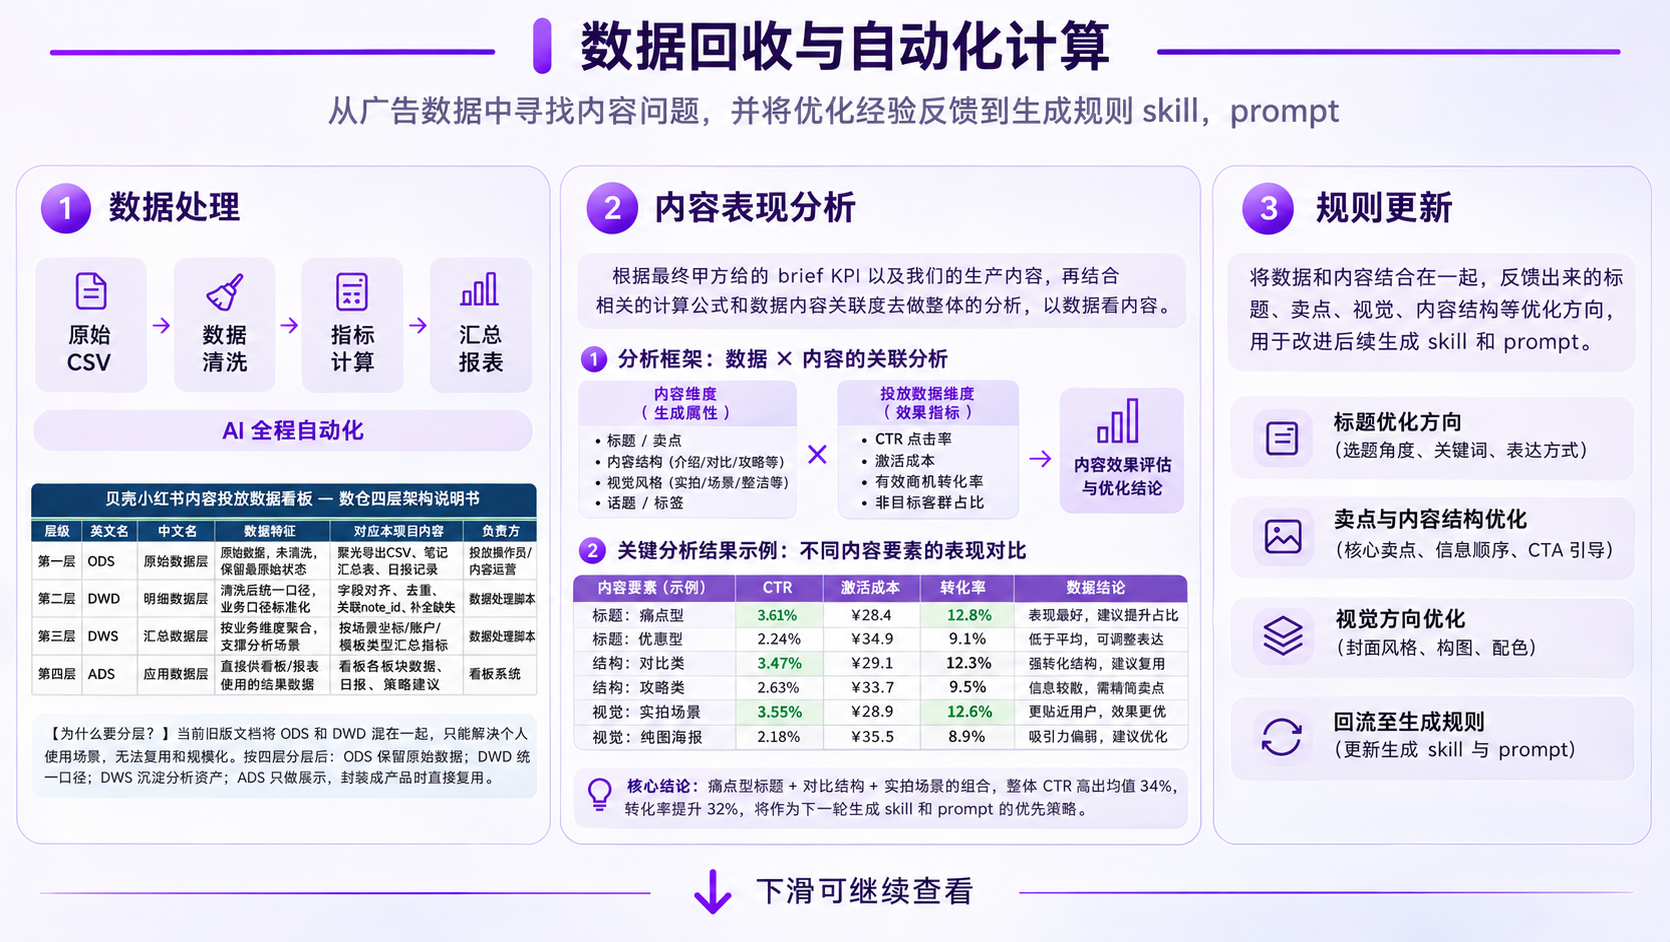 数据回收与自动化计算
从广告数据中寻找内容问题，并将优化经验反馈到生成规则 skill，prompt
1 数据处理
原始
CSV
数据
清洗
指标
计算
汇总
报表
AI 全程自动化
贝壳小红书内容投放数据看板 — 数仓四层架构说明书
层级 英文名 中文名 数据特征 对应本项目内容 负责方
第一层 ODS 原始数据层 原始数据，未清洗，保留最原始状态 聚光导出CSV、笔记汇总表、日报记录 投放操作员/内容运营
第二层 DWD 明细数据层 清洗后统一口径，业务口径标准化 字段对齐、去重、关联note_id、补全缺失 数据处理脚本
第三层 DWS 汇总数据层 按业务维度聚合，支撑分析场景 按场景坐标/账户/模板类型汇总指标 数据处理脚本
第四层 ADS 应用数据层 直接供看板/报表使用的结果数据 看板各板块数据、日报、策略建议 看板系统
【为什么要分层？】当前旧版文档将 ODS 和 DWD 混在一起，只能解决个人
使用场景，无法复用和规模化。按四层分层后：ODS 保留原始数据；DWD 统
一口径；DWS 沉淀分析资产；ADS 只做展示，封装成产品时直接复用。
2 内容表现分析
根据最终甲方给的 brief KPI 以及我们的生产内容，再结合
相关的计算公式和数据内容关联度去做整体的分析，以数据看内容。
1 分析框架：数据 × 内容的关联分析
内容维度
（生成属性）
• 标题 / 卖点
• 内容结构 (介绍/对比/攻略等)
• 视觉风格 (实拍/场景/整洁等)
• 话题 / 标签
×
投放数据维度
（效果指标）
• CTR 点击率
• 激活成本
• 有效商机转化率
• 非目标客群占比
内容效果评估
与优化结论
2 关键分析结果示例：不同内容要素的表现对比
内容要素（示例） CTR 激活成本 转化率 数据结论
标题：痛点型 3.61% ¥28.4 12.8% 表现最好，建议提升占比
标题：优惠型 2.24% ¥34.9 9.1% 低于平均，可调整表达
结构：对比类 3.47% ¥29.1 12.3% 强转化结构，建议复用
结构：攻略类 2.63% ¥33.7 9.5% 信息较散，需精简卖点
视觉：实拍场景 3.55% ¥28.9 12.6% 更贴近用户，效果更优
视觉：纯图海报 2.18% ¥35.5 8.9% 吸引力偏弱，建议优化
核心结论：痛点型标题 + 对比结构 + 实拍场景的组合，整体 CTR 高出均值 34%，
转化率提升 32%，将作为下一轮生成 skill 和 prompt 的优先策略。
3 规则更新
将数据和内容结合在一起，反馈出来的标
题、卖点、视觉、内容结构等优化方向，
用于改进后续生成 skill 和 prompt。
标题优化方向
（选题角度、关键词、表达方式）
卖点与内容结构优化
（核心卖点、信息顺序、CTA 引导）
视觉方向优化
（封面风格、构图、配色）
回流至生成规则
（更新生成 skill 与 prompt）
下滑可继续查看